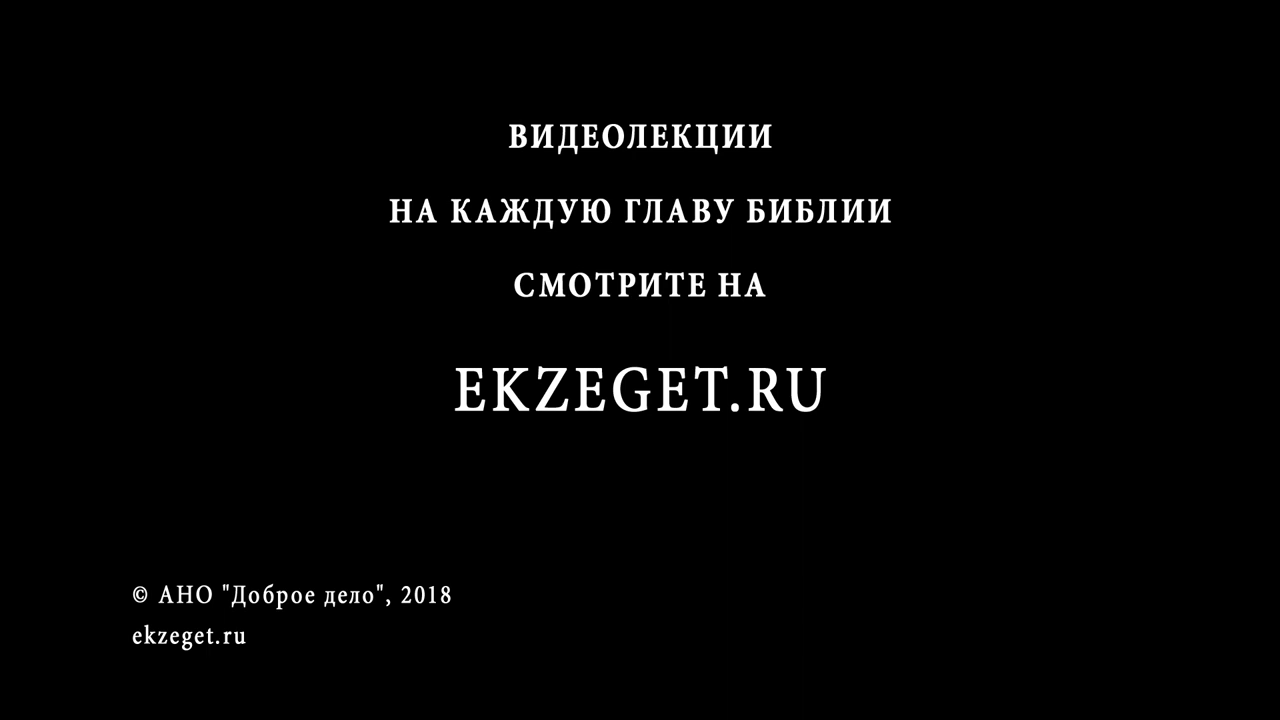 ВИДЕОЛЕКЦИИ
НА КАЖДУЮ ГЛАВУ БИБЛИИ
СМОТРИТЕ НА
EKZEGET.RU
© АНО "Доброе дело", 2018
ekzeget.ru